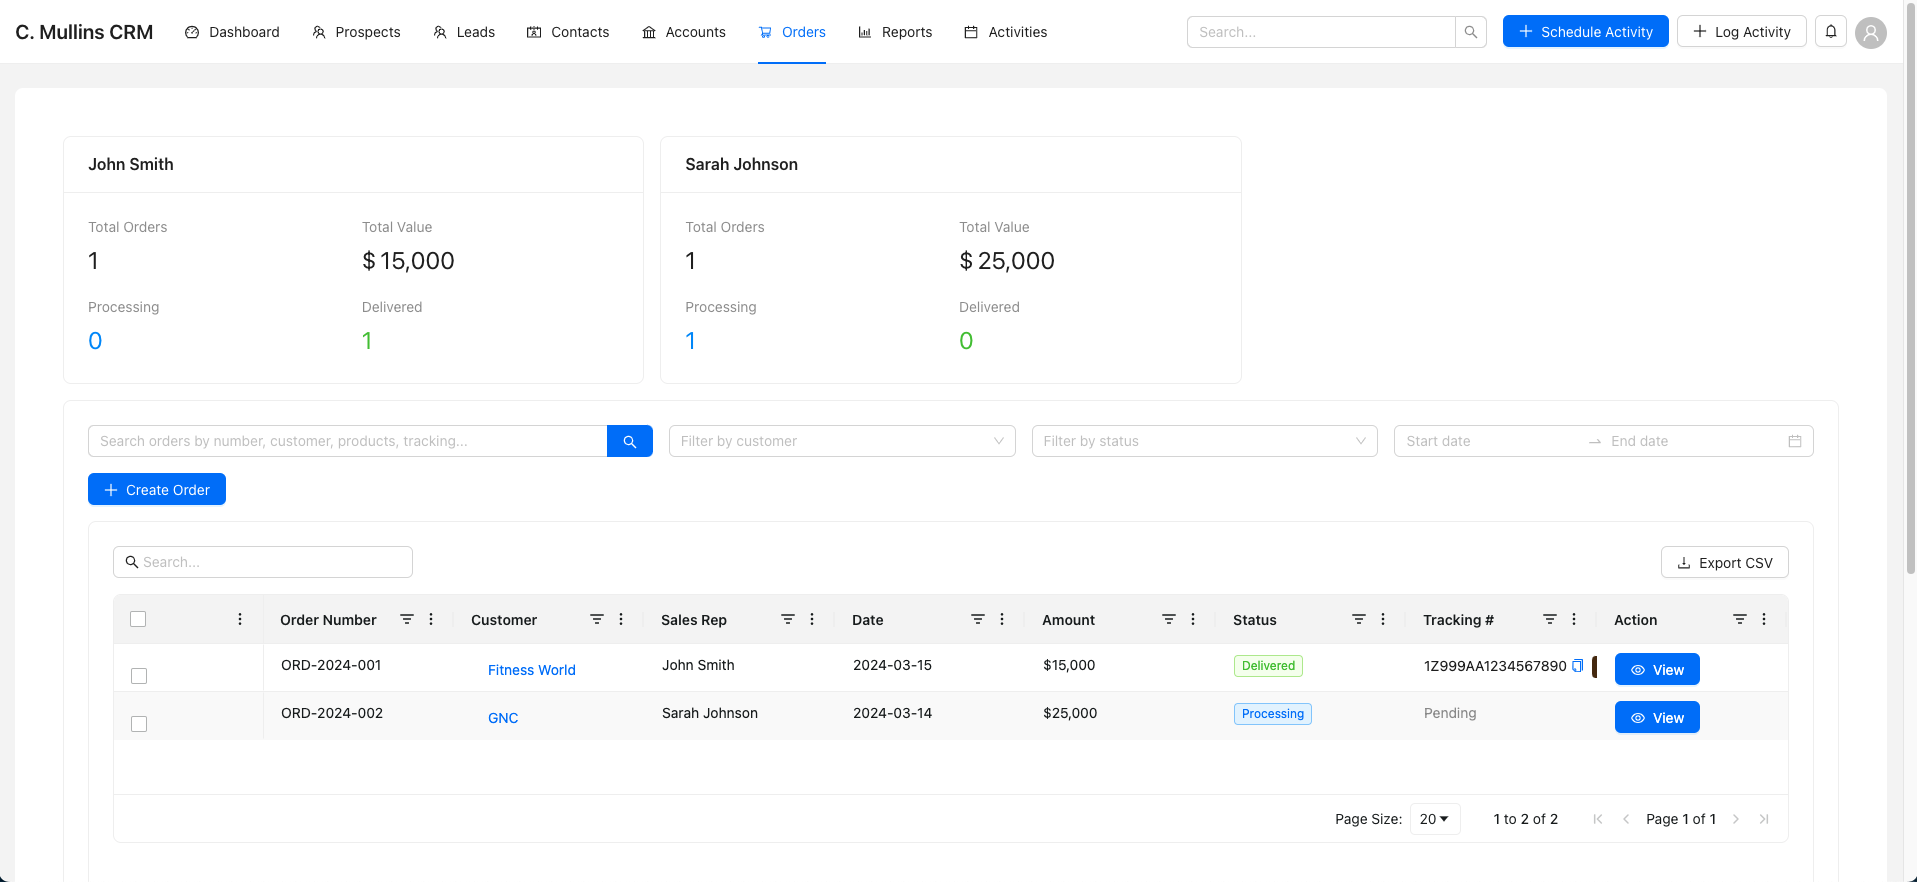 C. Mullins CRM Dashboard Prospects Leads Contacts Accounts Orders Reports Activities Search... Schedule Activity Log Activity
John Smith Sarah Johnson
Total Orders Total Value Total Orders Total Value
1 $ 15,000 1 $ 25,000
Processing Delivered Processing Delivered
0 1 1 0
Search orders by number, customer, products, tracking... Filter by customer Filter by status Start date End date
Create Order
Search... Export CSV
Order Number Customer Sales Rep Date Amount Status Tracking # Action
ORD-2024-001 Fitness World John Smith 2024-03-15 $15,000 Delivered 1Z999AA1234567890 View
ORD-2024-002 GNC Sarah Johnson 2024-03-14 $25,000 Processing Pending View
Page Size: 20 1 to 2 of 2 Page 1 of 1